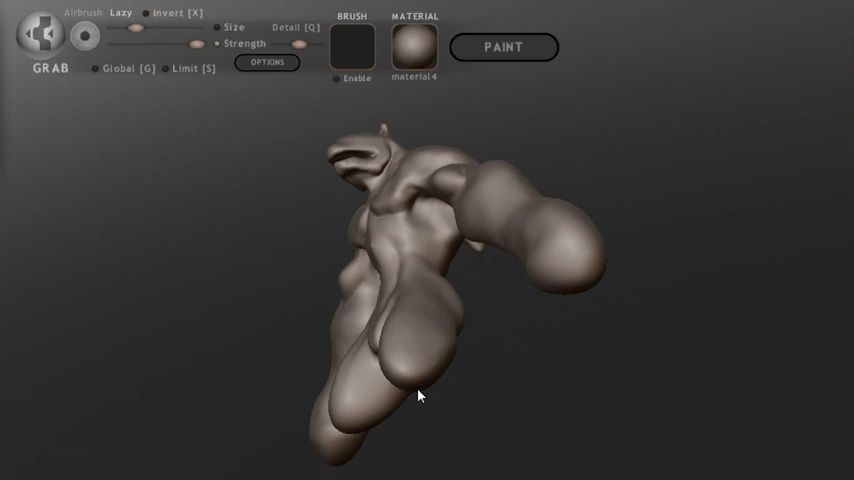 Airbrush Lazy Invert [X]
Size Detail [Q]
Strength
GRAB Global [G] Limit [S] OPTIONS
BRUSH
Enable
MATERIAL
material4
PAINT